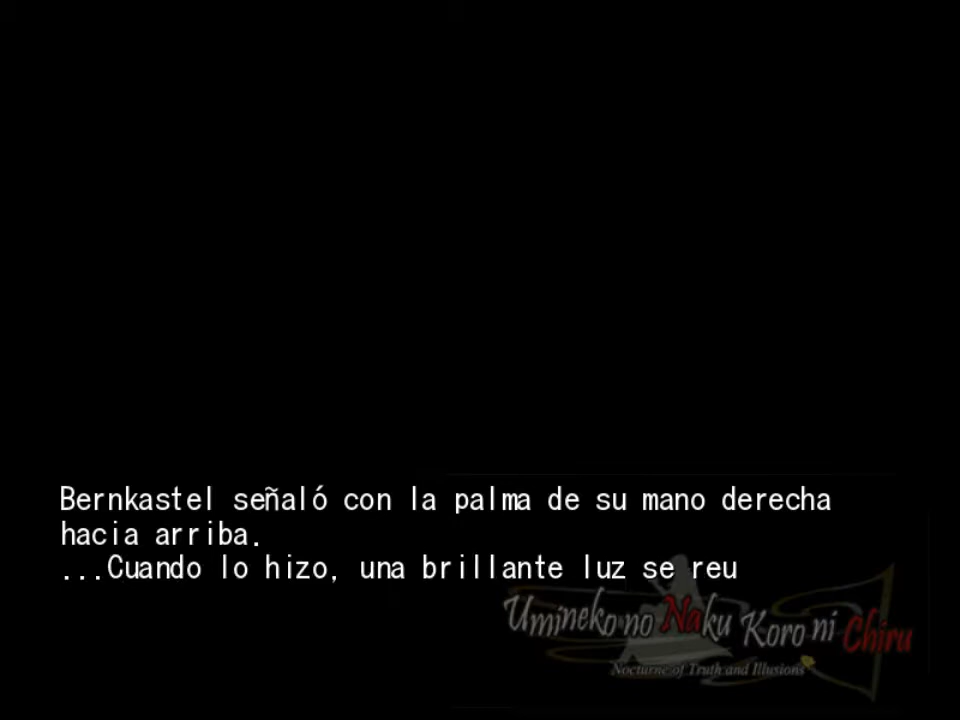 Bernkastel señaló con la palma de su mano derecha
hacia arriba.
...Cuando lo hizo, una brillante luz se reu
Umineko no Naku Koro ni Chiru
Nocturne of Truth and Illusions